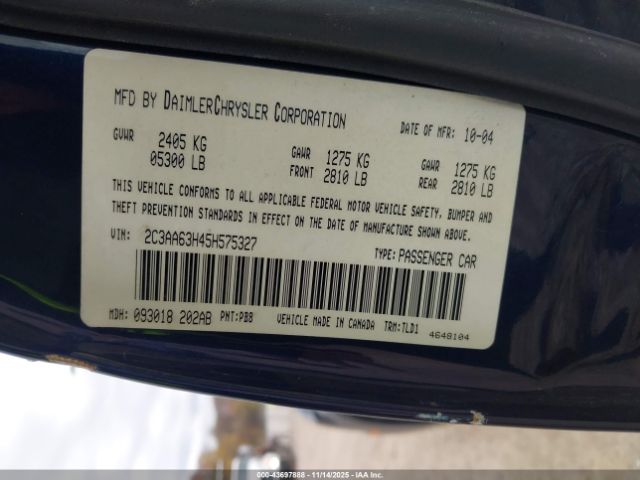 MFD BY DAIMLERCHRYSLER CORPORATION DATE OF MFR: 10-04
GVWR 2405 KG 05300 LB GAWR FRONT 1275 KG 2810 LB GAWR REAR 1275 KG 2810 LB
THIS VEHICLE CONFORMS TO ALL APPLICABLE FEDERAL MOTOR VEHICLE SAFETY, BUMPER AND
THEFT PREVENTION STANDARDS IN EFFECT ON THE DATE OF MANUFACTURE SHOWN ABOVE.
VIN: 2C3AA63H45H575327 TYPE: PASSENGER CAR
MDH: 093018 202AB PNT: PB8 VEHICLE MADE IN CANADA TRM: TLD1
4648104
000-43697888 - 11/14/2025 - IAAI, Inc.